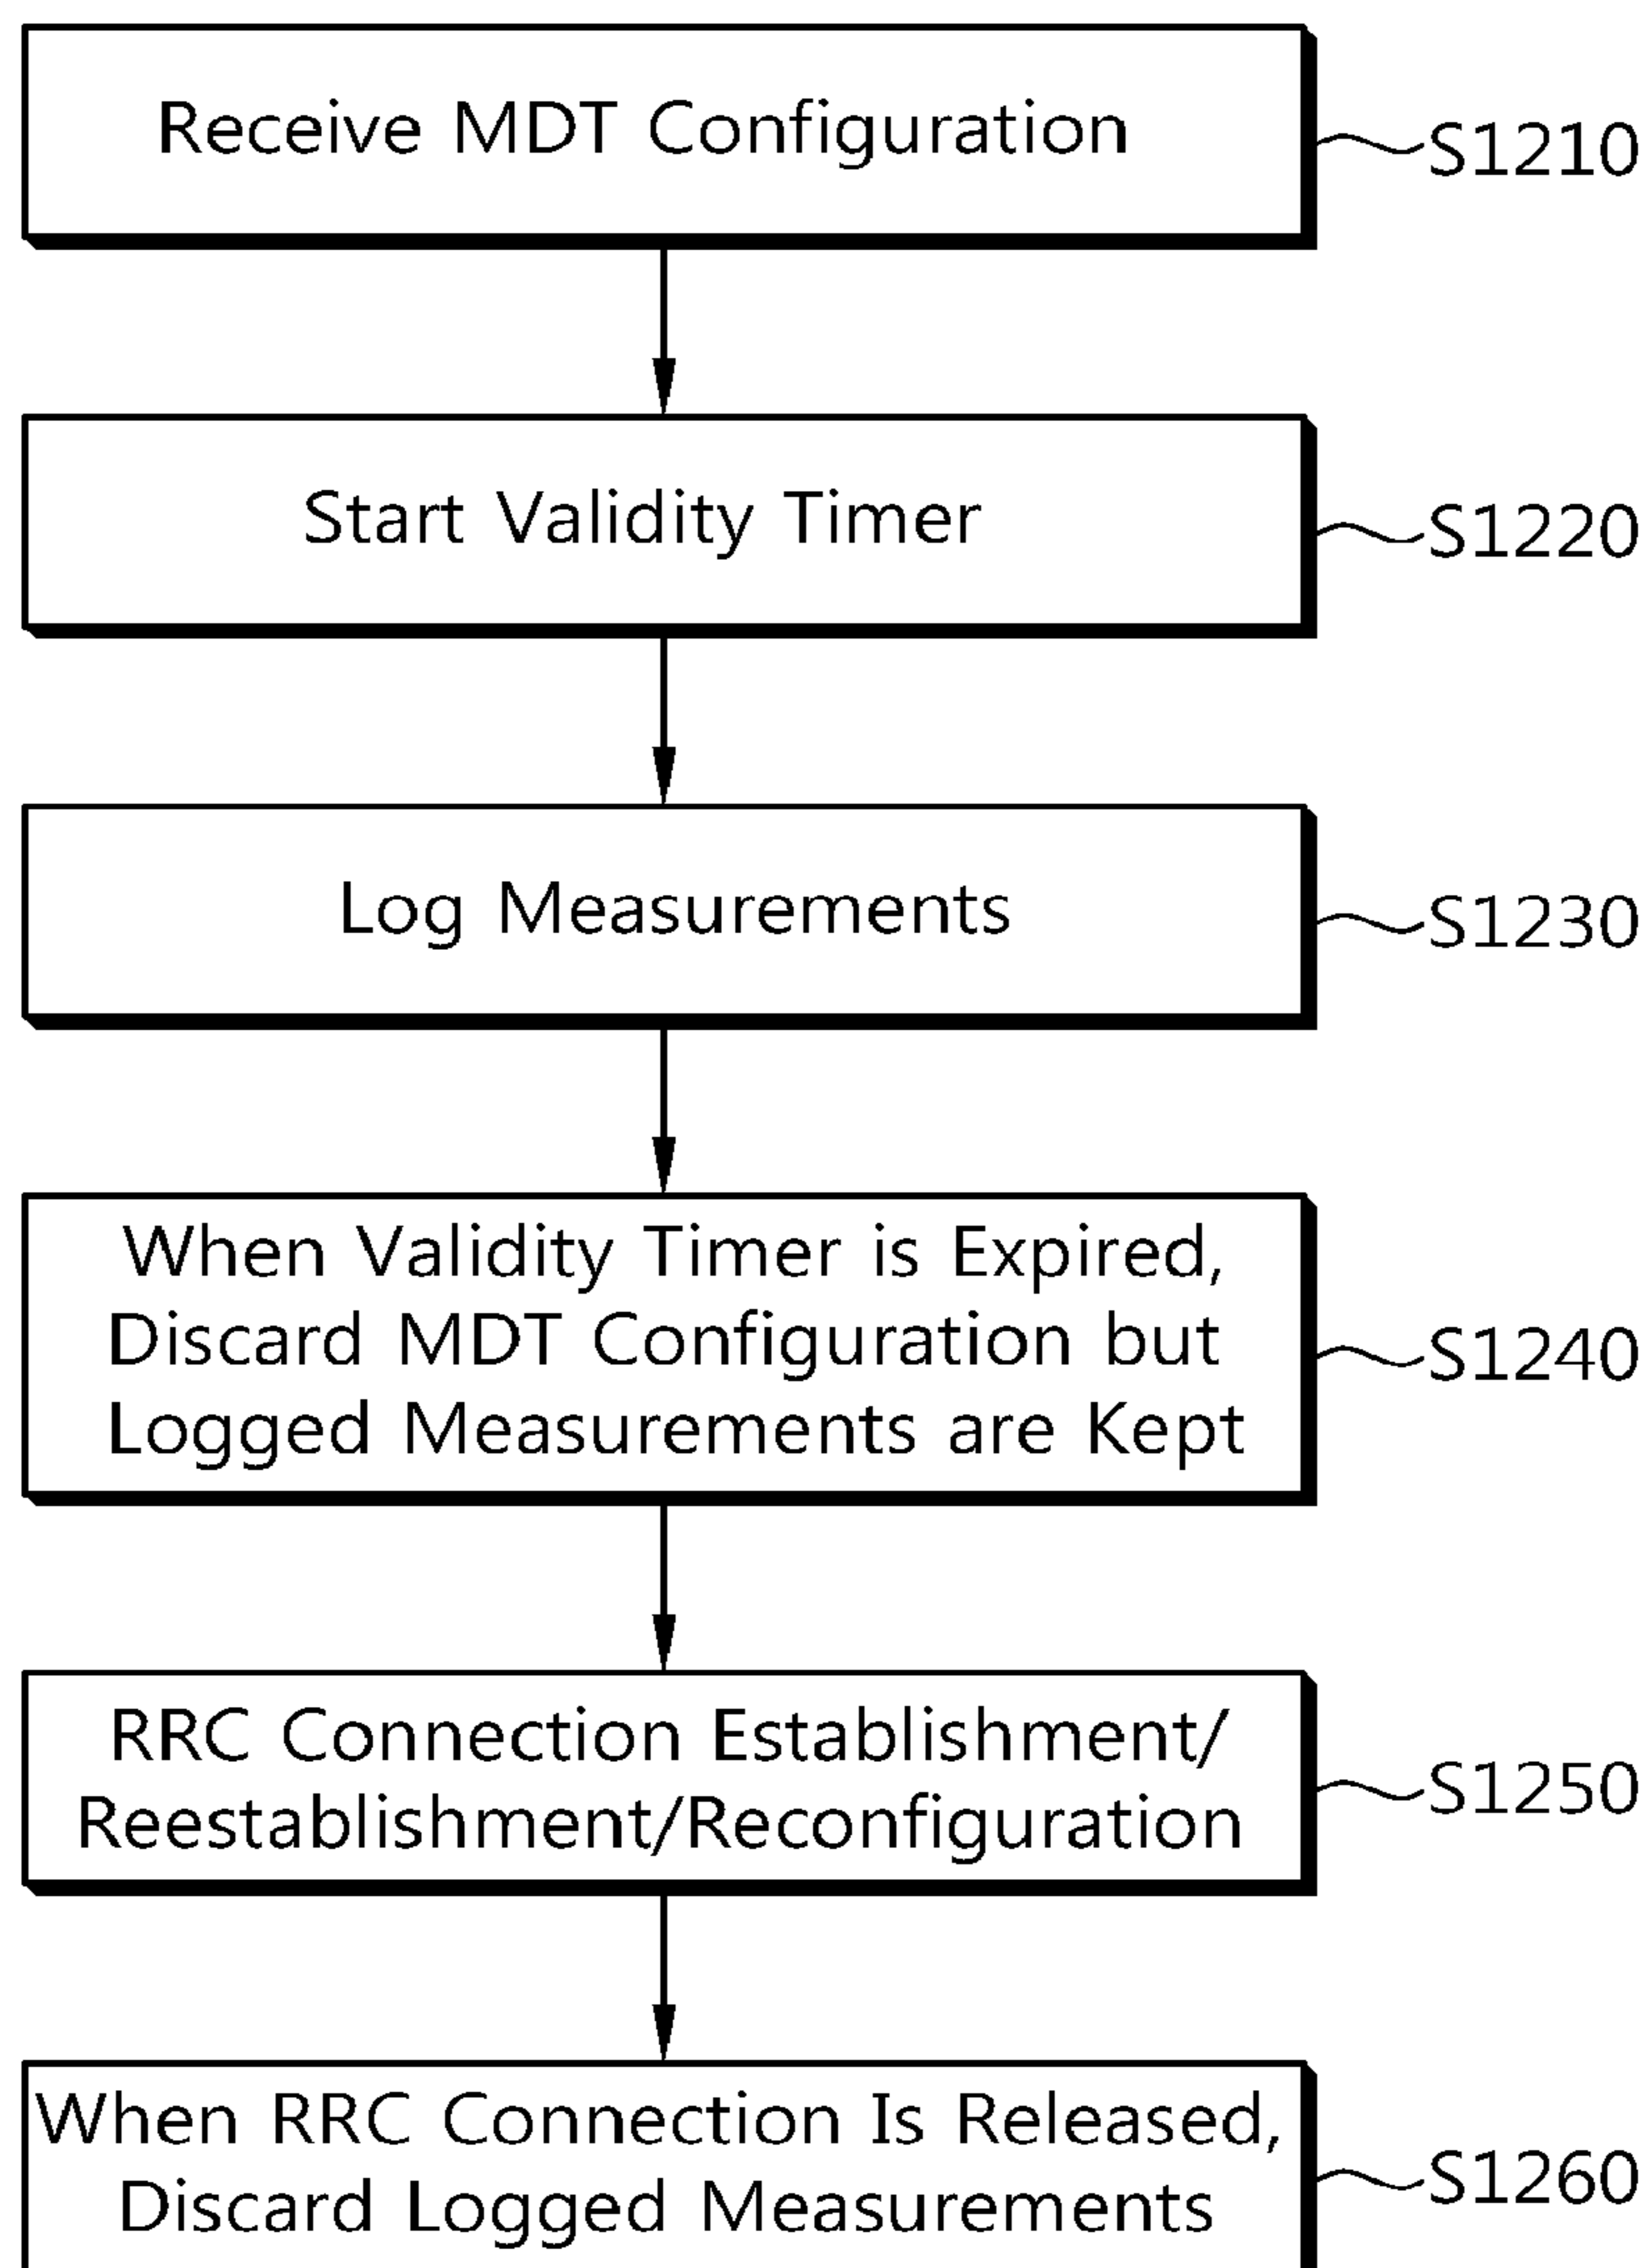 Receive MDT Configuration
S1210
Start Validity Timer
S1220
Log Measurements
S1230
When Validity Timer is Expired,
Discard MDT Configuration but
Logged Measurements are Kept
S1240
RRC Connection Establishment/
Reestablishment/Reconfiguration
S1250
When RRC Connection Is Released,
Discard Logged Measurements
S1260